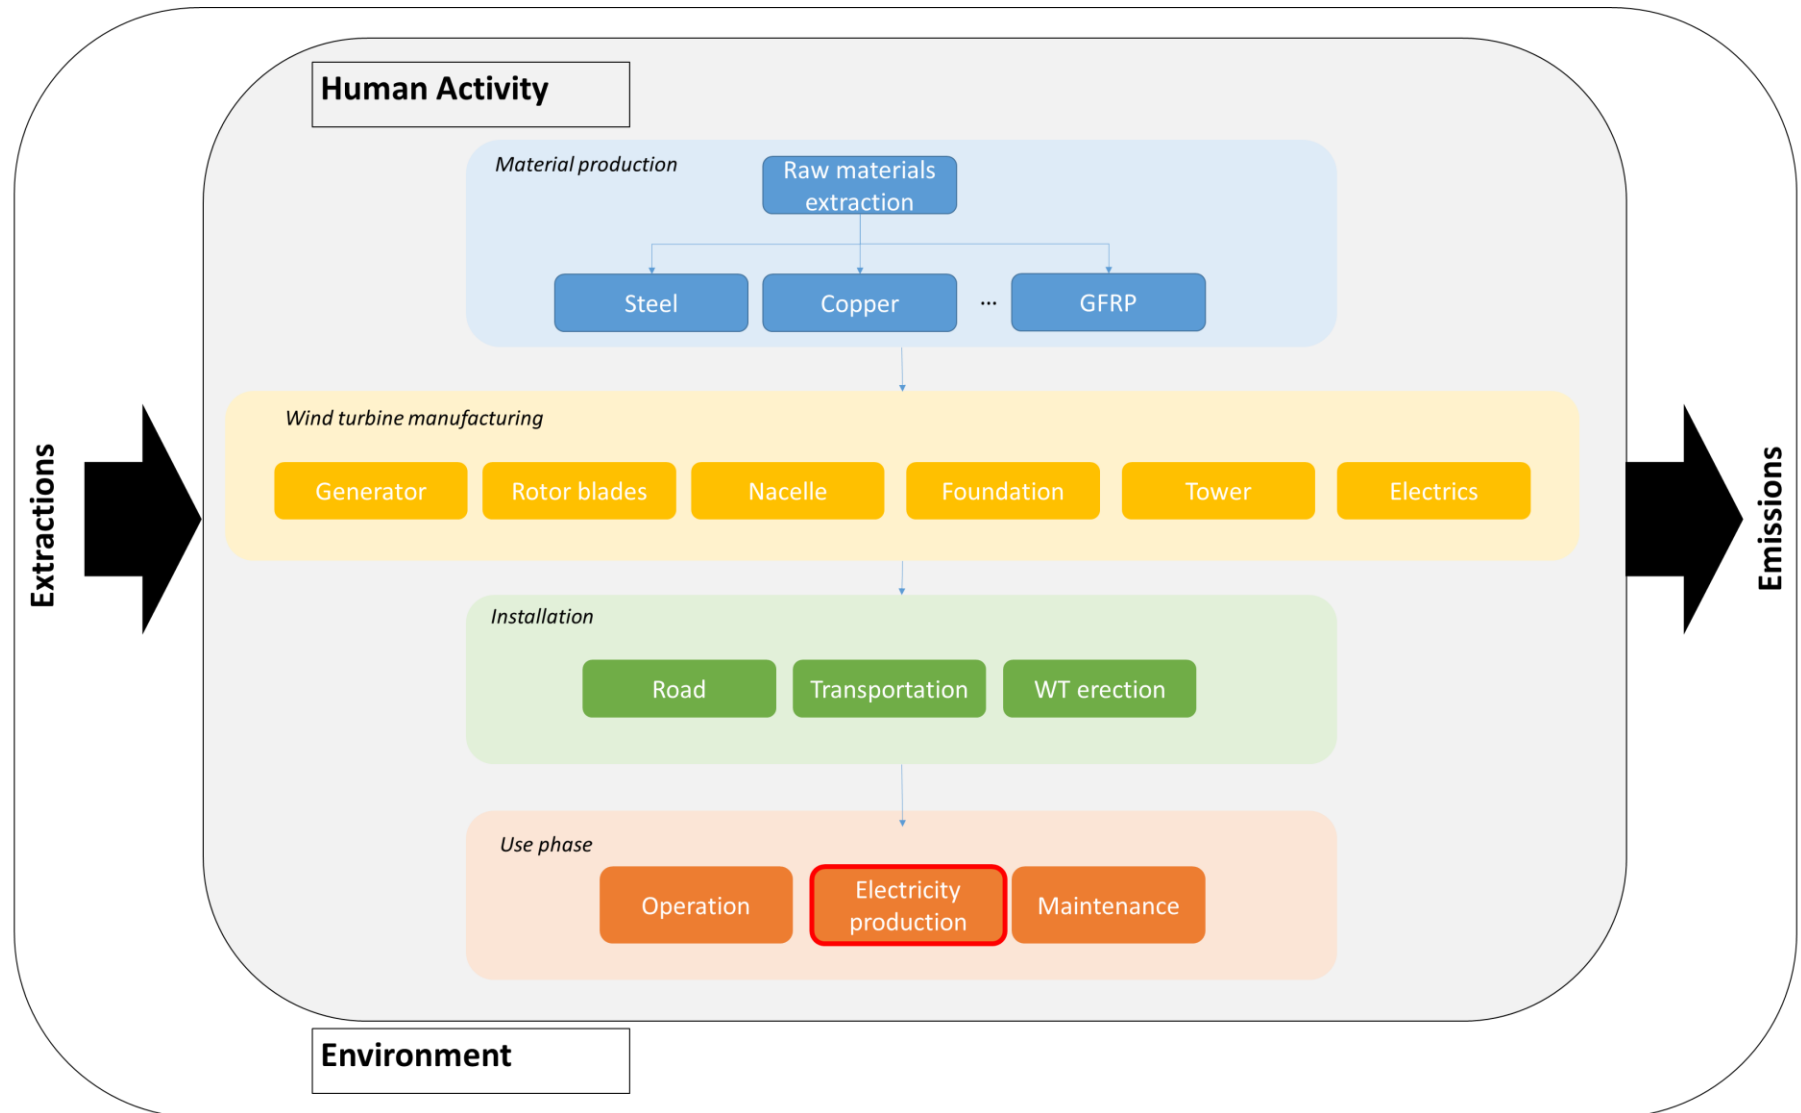 Human Activity
Material production
Raw materials
extraction
Steel
Copper
...
GFRP
Wind turbine manufacturing
Generator
Rotor blades
Nacelle
Foundation
Tower
Electrics
Extractions
Emissions
Installation
Road
Transportation
WT erection
Use phase
Operation
Electricity
production
Maintenance
Environment